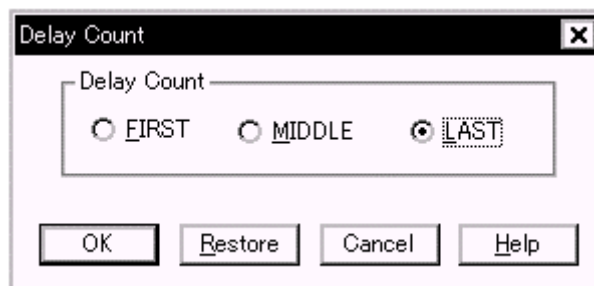 Delay Count
Delay Count
FIRST MIDDLE LAST
OK Restore Cancel Help